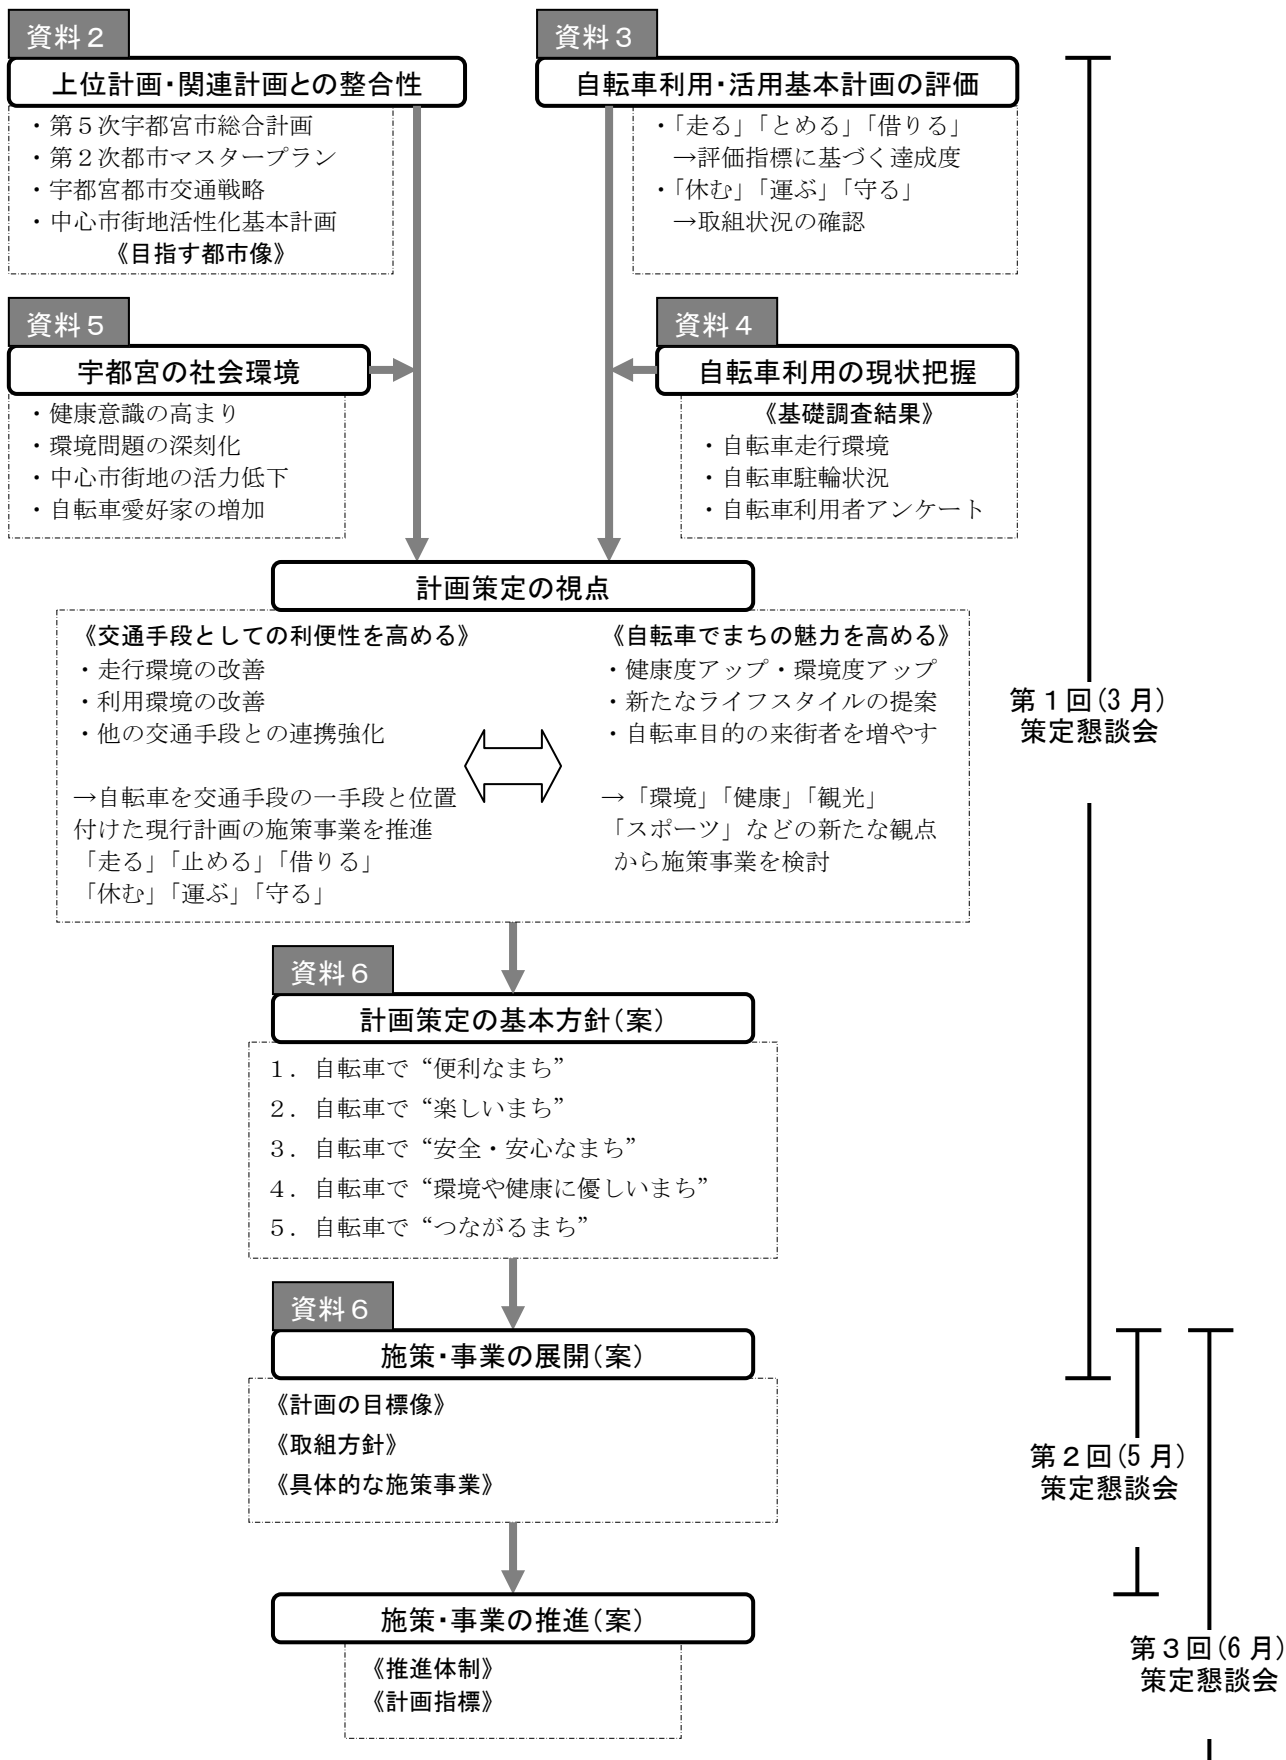 資料２
上位計画・関連計画との整合性
・第５次宇都宮市総合計画
・第２次都市マスタープラン
・宇都宮都市交通戦略
・中心市街地活性化基本計画
《目指す都市像》
資料３
自転車利用・活用基本計画の評価
・「走る」「とめる」「借りる」
→評価指標に基づく達成度
・「休む」「運ぶ」「守る」
→取組状況の確認
資料５
宇都宮の社会環境
・健康意識の高まり
・環境問題の深刻化
・中心市街地の活力低下
・自転車愛好家の増加
資料４
自転車利用の現状把握
《基礎調査結果》
・自転車走行環境
・自転車駐輪状況
・自転車利用者アンケート
計画策定の視点
《交通手段としての利便性を高める》
・走行環境の改善
・利用環境の改善
・他の交通手段との連携強化
→自転車を交通手段の一手段と位置
付けた現行計画の施策事業を推進
「走る」「止める」「借りる」
「休む」「運ぶ」「守る」
《自転車でまちの魅力を高める》
・健康度アップ・環境度アップ
・新たなライフスタイルの提案
・自転車目的の来街者を増やす
→「環境」「健康」「観光」
「スポーツ」などの新たな観点
から施策事業を検討
第１回（３月）
策定懇談会
資料６
計画策定の基本方針（案）
１．自転車で“便利なまち”
２．自転車で“楽しいまち”
３．自転車で“安全・安心なまち”
４．自転車で“環境や健康に優しいまち”
５．自転車で“つながるまち”
資料６
施策・事業の展開（案）
《計画の目標像》
《取組方針》
《具体的な施策事業》
第２回（５月）
策定懇談会
施策・事業の推進（案）
《推進体制》
《計画指標》
第３回（６月）
策定懇談会